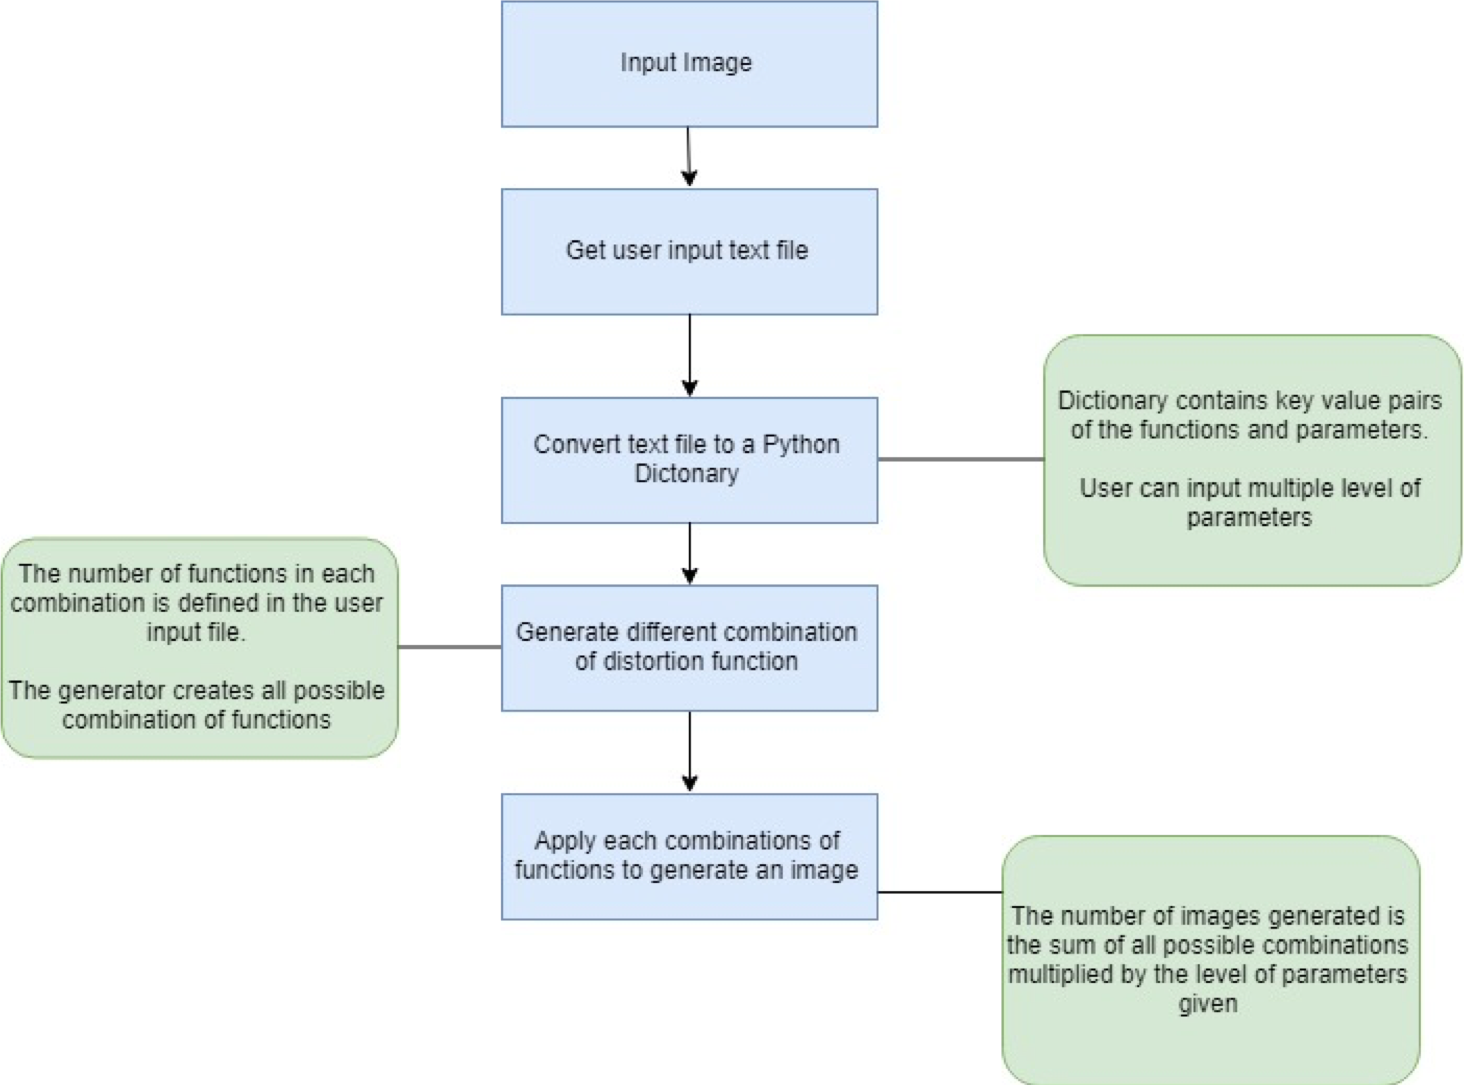 Input Image
Get user input text file
Convert text file to a Python
Dictonary
Dictionary contains key value pairs
of the functions and parameters.
User can input multiple level of
parameters
The number of functions in each
combination is defined in the user
input file.
The generator creates all possible
combination of functions
Generate different combination
of distortion function
Apply each combinations of
functions to generate an image
The number of images generated is
the sum of all possible combinations
multiplied by the level of parameters
given